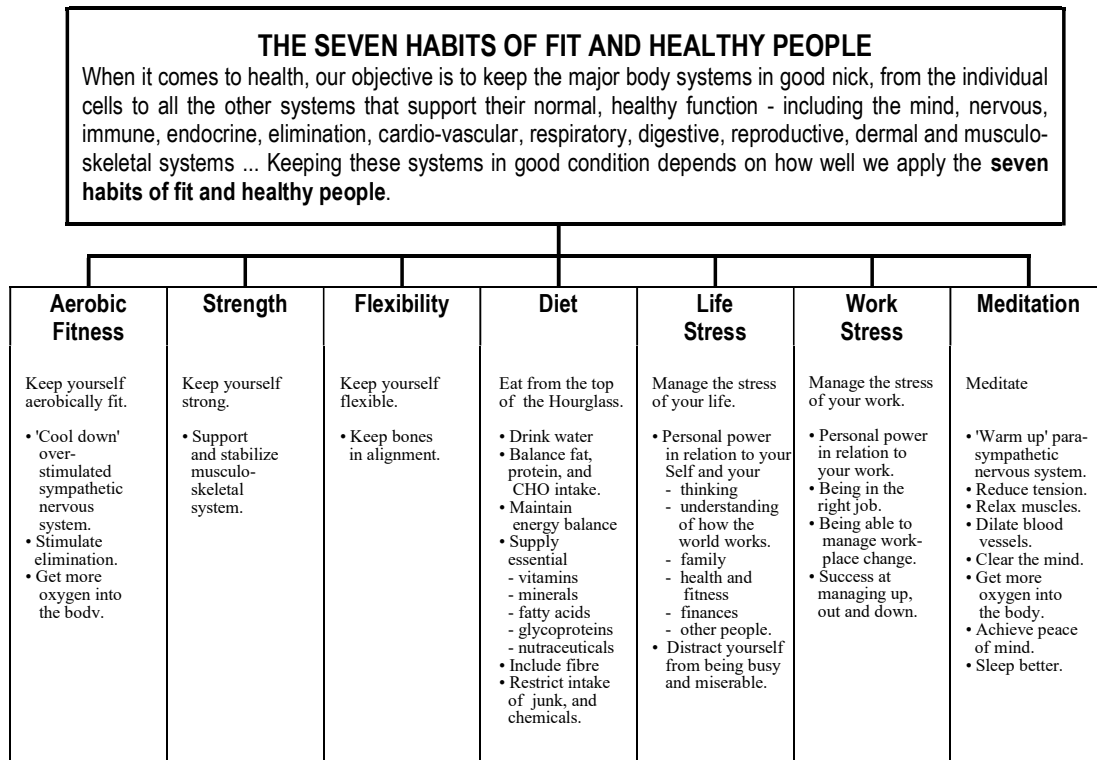 THE SEVEN HABITS OF FIT AND HEALTHY PEOPLE
When it comes to health, our objective is to keep the major body systems in good nick, from the individual
cells to all the other systems that support their normal, healthy function - including the mind, nervous,
immune, endocrine, elimination, cardio-vascular, respiratory, digestive, reproductive, dermal and musculo-
skeletal systems ... Keeping these systems in good condition depends on how well we apply the seven
habits of fit and healthy people.
Aerobic
Fitness
Keep yourself
aerobically fit.
• 'Cool down'
over-
stimulated
sympathetic
nervous
system.
• Stimulate
elimination.
• Get more
oxygen into
the body.
Strength
Keep yourself
strong.
• Support
and stabilize
musculo-
skeletal
system.
Flexibility
Keep yourself
flexible.
• Keep bones
in alignment.
Diet
Eat from the top
of the Hourglass.
• Drink water
• Balance fat,
protein, and
CHO intake.
• Maintain
energy balance
• Supply
essential
- vitamins
- minerals
- fatty acids
- glycoproteins
- nutraceuticals
• Include fibre
• Restrict intake
of junk, and
chemicals.
Life
Stress
Manage the stress
of your life.
• Personal power
in relation to your
Self and your
- thinking
- understanding
of how the
world works.
- family
- health and
fitness
- finances
- other people.
• Distract yourself
from being busy
and miserable.
Work
Stress
Manage the stress
of your work.
• Personal power
in relation to
your work.
• Being in the
right job.
• Being able to
manage work-
place change.
• Success at
managing up,
out and down.
Meditation
Meditate
• 'Warm up' para-
sympathetic
nervous system.
• Reduce tension.
• Relax muscles.
• Dilate blood
vessels.
• Clear the mind.
• Get more
oxygen into
the body.
• Achieve peace
of mind.
• Sleep better.